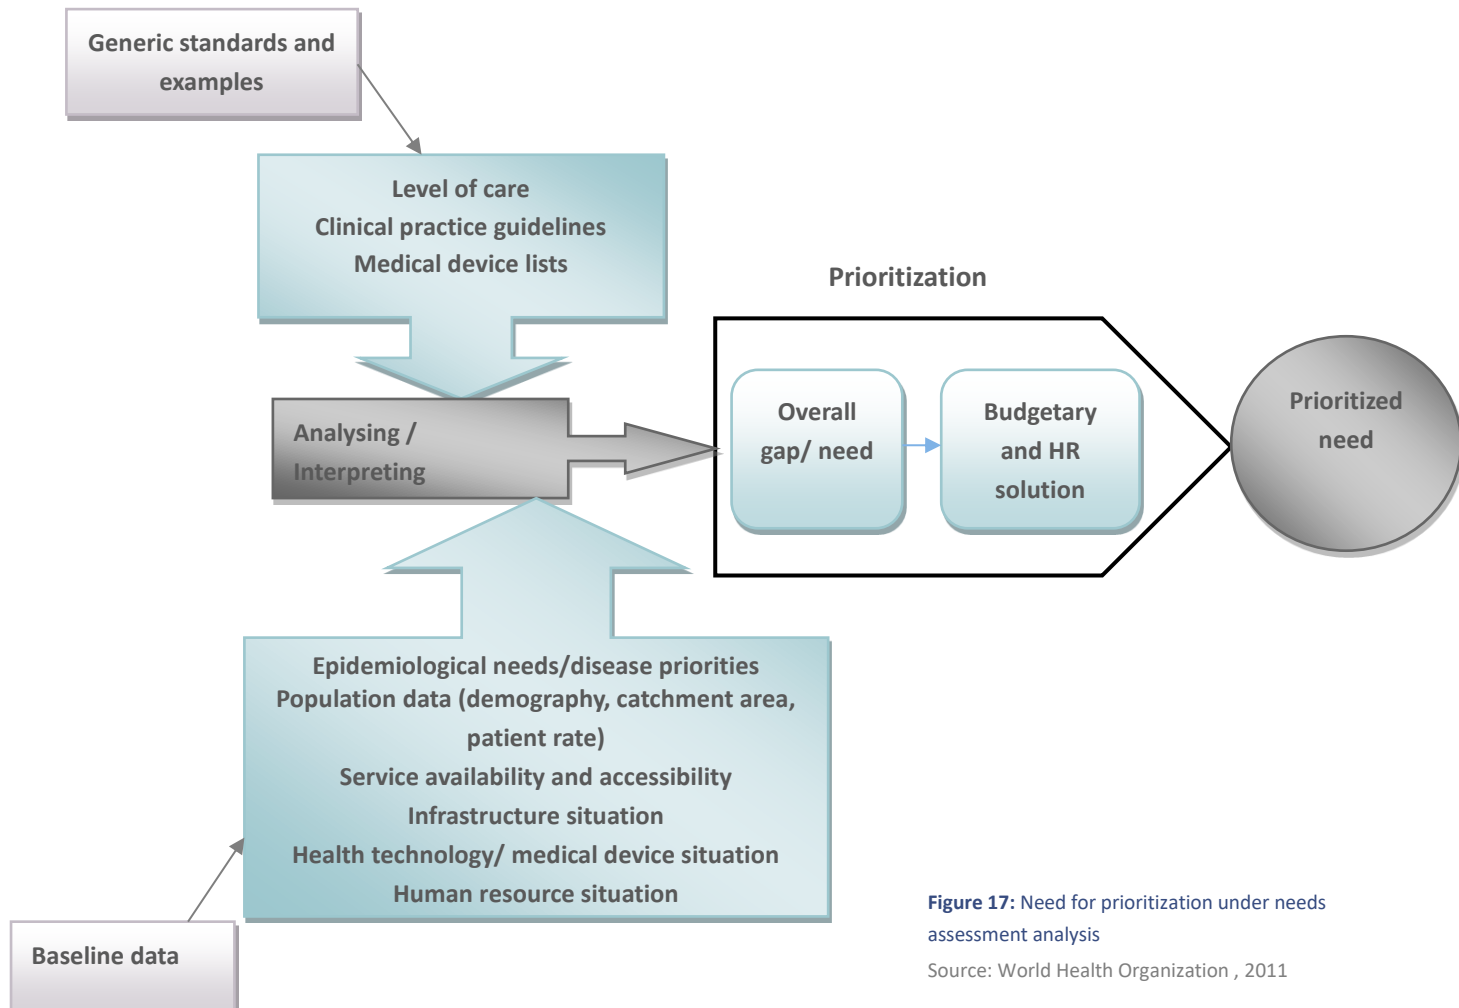 Generic standards and
examples
Level of care
Clinical practice guidelines
Medical device lists
Prioritization
Analysing /
Interpreting
Overall
gap/ need
Budgetary
and HR
solution
Prioritized
need
Epidemiological needs/disease priorities
Population data (demography, catchment area,
patient rate)
Service availability and accessibility
Infrastructure situation
Health technology/ medical device situation
Human resource situation
Baseline data
Figure 17: Need for prioritization under needs
assessment analysis
Source: World Health Organization , 2011